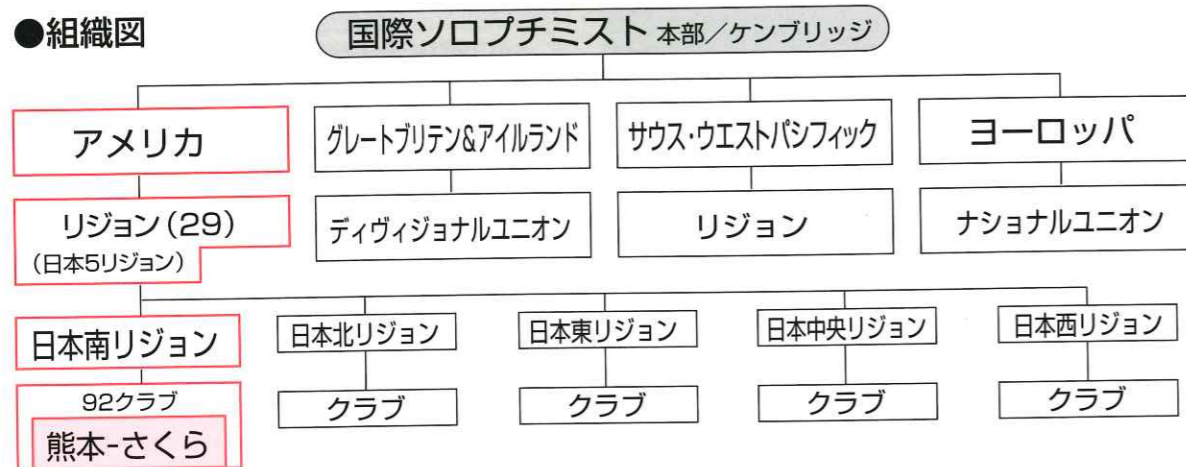 ●組織図
国際ソロプチミスト 本部／ケンブリッジ
アメリカ
グレートブリテン&アイルランド
サウス・ウエストパシフィック
ヨーロッパ
リジョン(29)
(日本5リジョン)
ディヴィジョナルユニオン
リジョン
ナショナルユニオン
日本南リジョン
日本北リジョン
日本東リジョン
日本中央リジョン
日本西リジョン
92クラブ
熊本-さくら
クラブ
クラブ
クラブ
クラブ